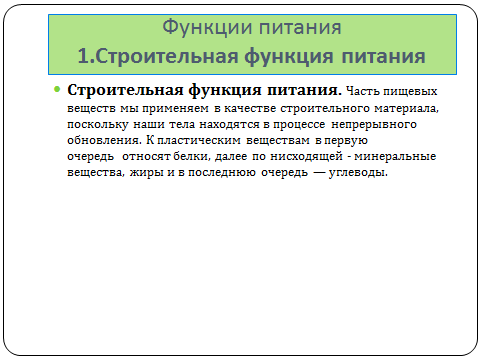 Функции питания
1.Строительная функция питания
Строительная функция питания. Часть пищевых
веществ мы применяем в качестве строительного материала,
поскольку наши тела находятся в процессе непрерывного
обновления. К пластическим веществам в первую
очередь относят белки, далее по нисходящей - минеральные
вещества, жиры и в последнюю очередь — углеводы.